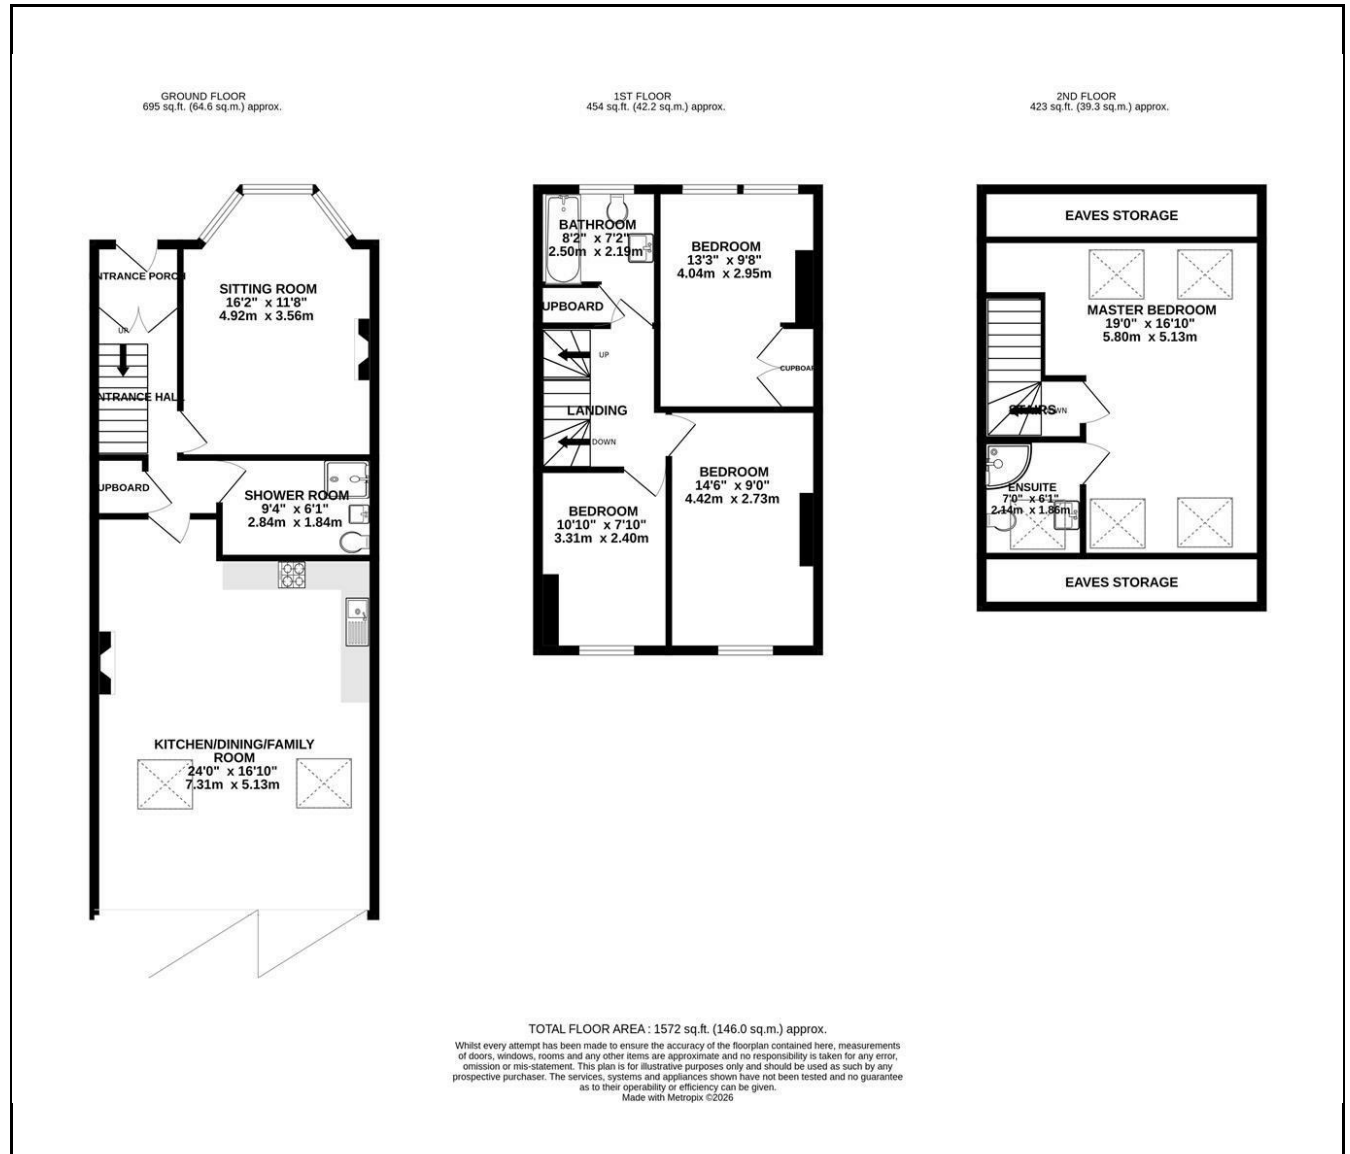 GROUND FLOOR
695 sq.ft. (64.6 sq.m.) approx.
ENTRANCE PORCH
UP
ENTRANCE HALL
SITTING ROOM
16'2" x 11'8"
4.92m x 3.56m
CUPBOARD
SHOWER ROOM
9'4" x 6'1"
2.84m x 1.84m
KITCHEN/DINING/FAMILY
ROOM
24'0" x 16'10"
7.31m x 5.13m
1ST FLOOR
454 sq.ft. (42.2 sq.m.) approx.
BATHROOM
8'2" x 7'2"
2.50m x 2.19m
BEDROOM
13'3" x 9'8"
4.04m x 2.95m
CUPBOARD
UP
CUPBOARD
LANDING
DOWN
BEDROOM
14'6" x 9'0"
4.42m x 2.73m
BEDROOM
10'10" x 7'10"
3.31m x 2.40m
2ND FLOOR
423 sq.ft. (39.3 sq.m.) approx.
EAVES STORAGE
MASTER BEDROOM
19'0" x 16'10"
5.80m x 5.13m
STAIRS
DOWN
ENSUITE
7'0" x 6'1"
2.14m x 1.86m
EAVES STORAGE
TOTAL FLOOR AREA : 1572 sq.ft. (146.0 sq.m.) approx.
Whilst every attempt has been made to ensure the accuracy of the floorplan contained here, measurements
of doors, windows, rooms and any other items are approximate and no responsibility is taken for any error,
omission or mis-statement. This plan is for illustrative purposes only and should be used as such by any
prospective purchaser. The services, systems and appliances shown have not been tested and no guarantee
as to their operability or efficiency can be given.
Made with Metropix ©2026